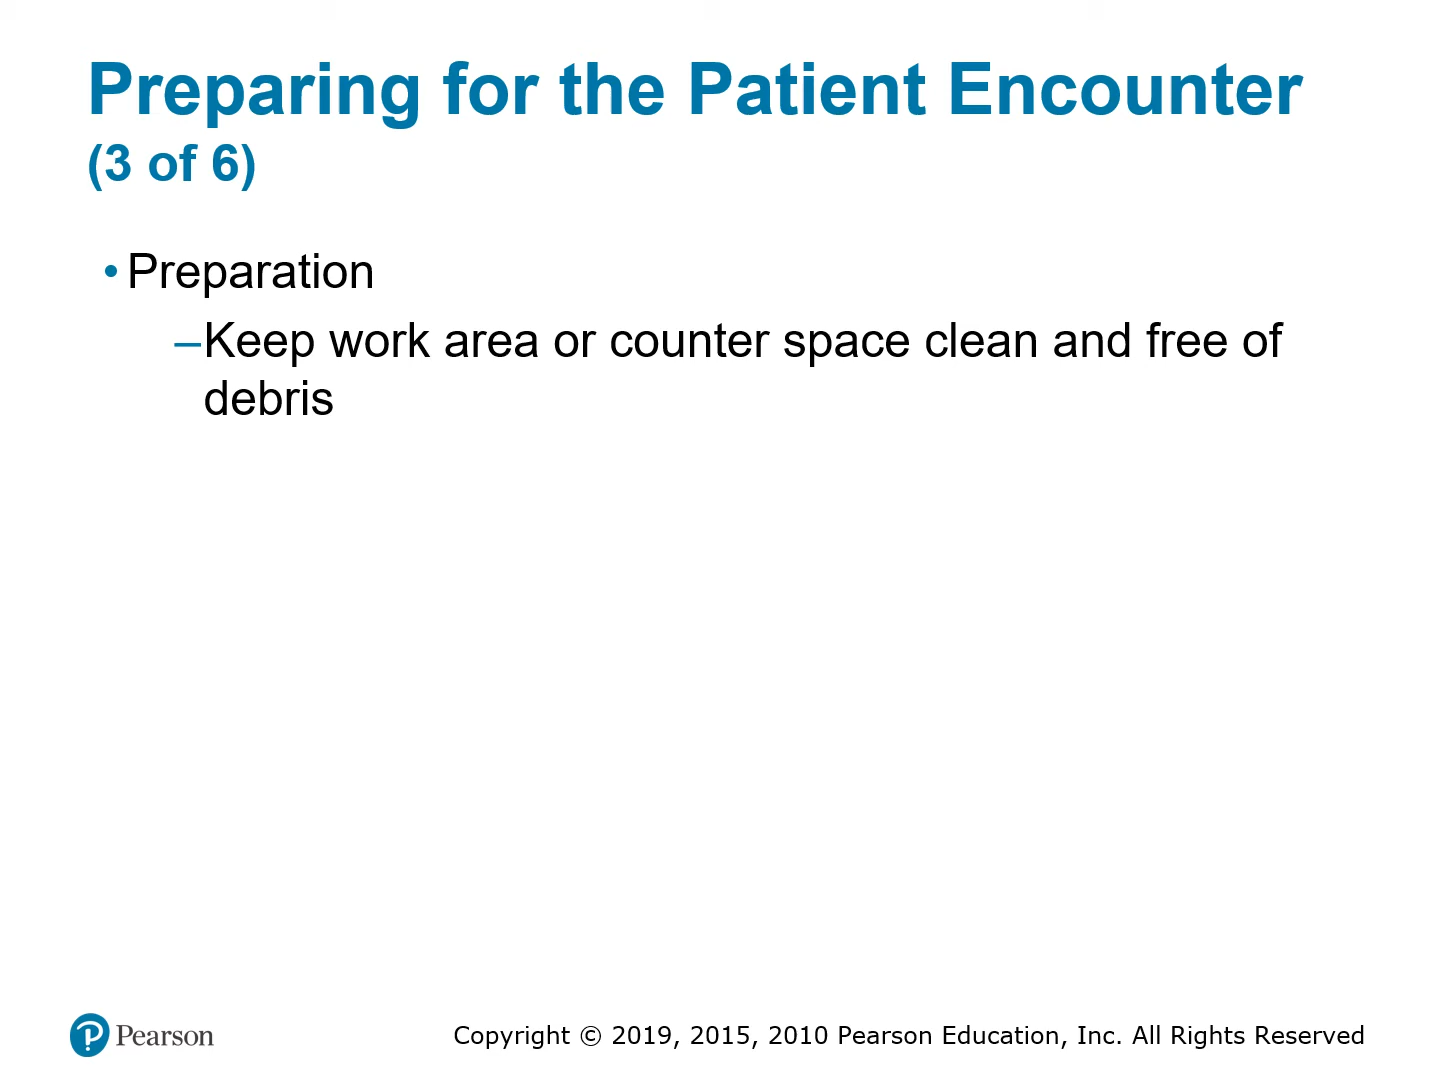 Preparing for the Patient Encounter
(3 of 6)
• Preparation
–Keep work area or counter space clean and free of
debris
Pearson
Copyright © 2019, 2015, 2010 Pearson Education, Inc. All Rights Reserved